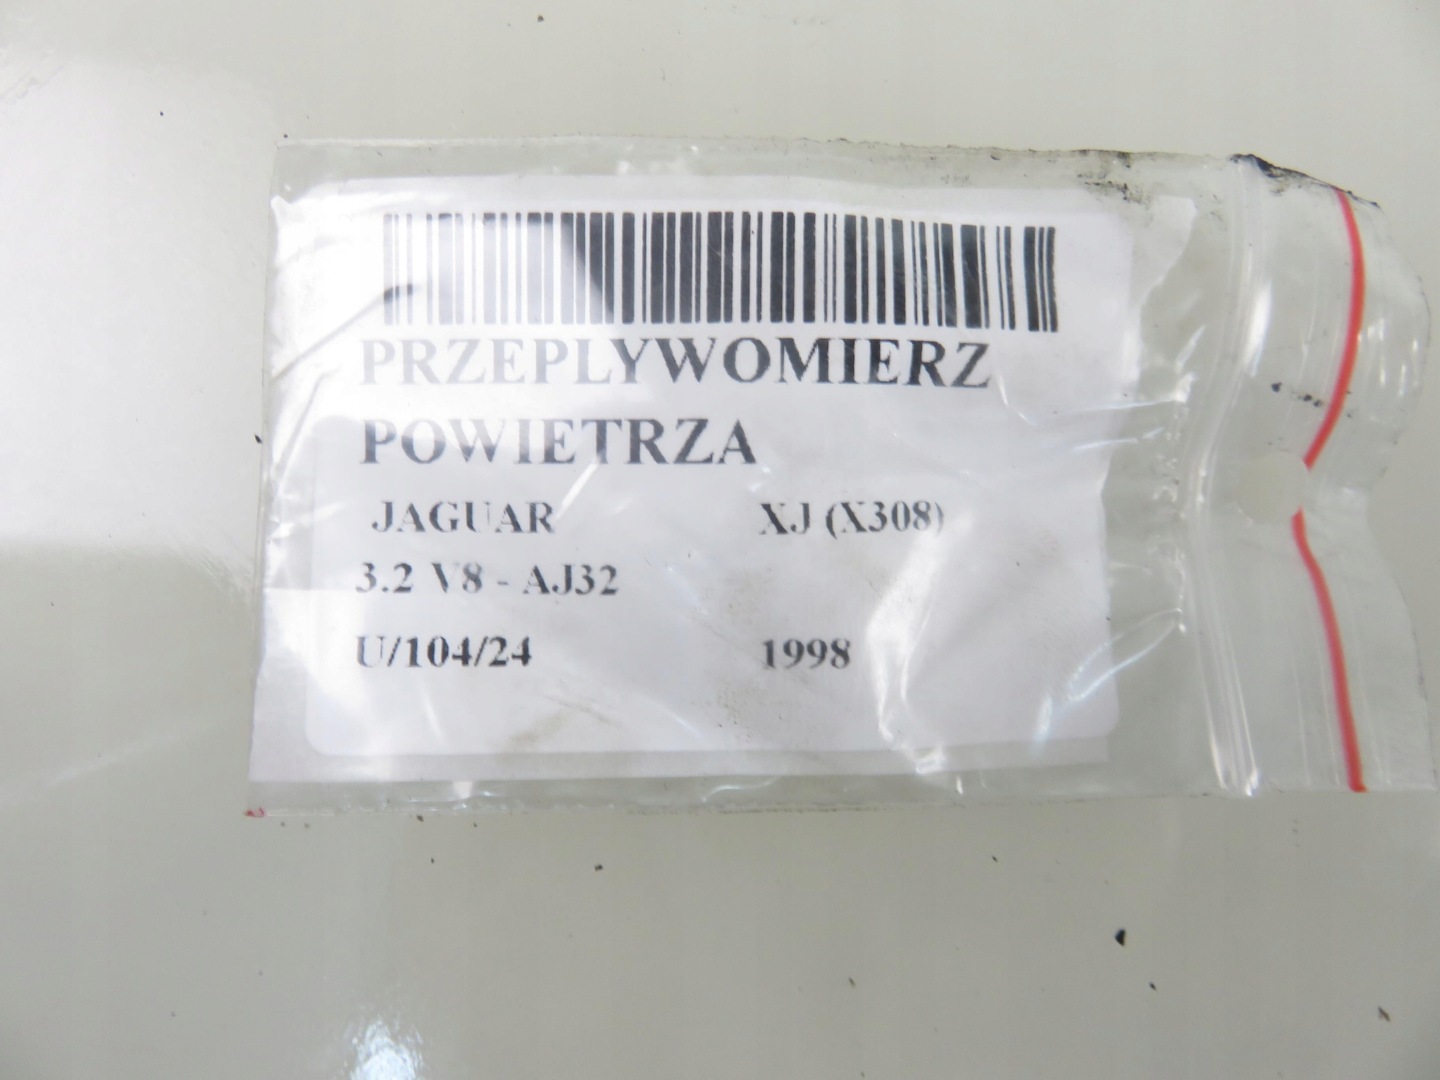 PRZEPLYWOMIERZ
POWIETRZA
JAGUAR XJ (X308)
3.2 V8 - AJ32
U/104/24 1998